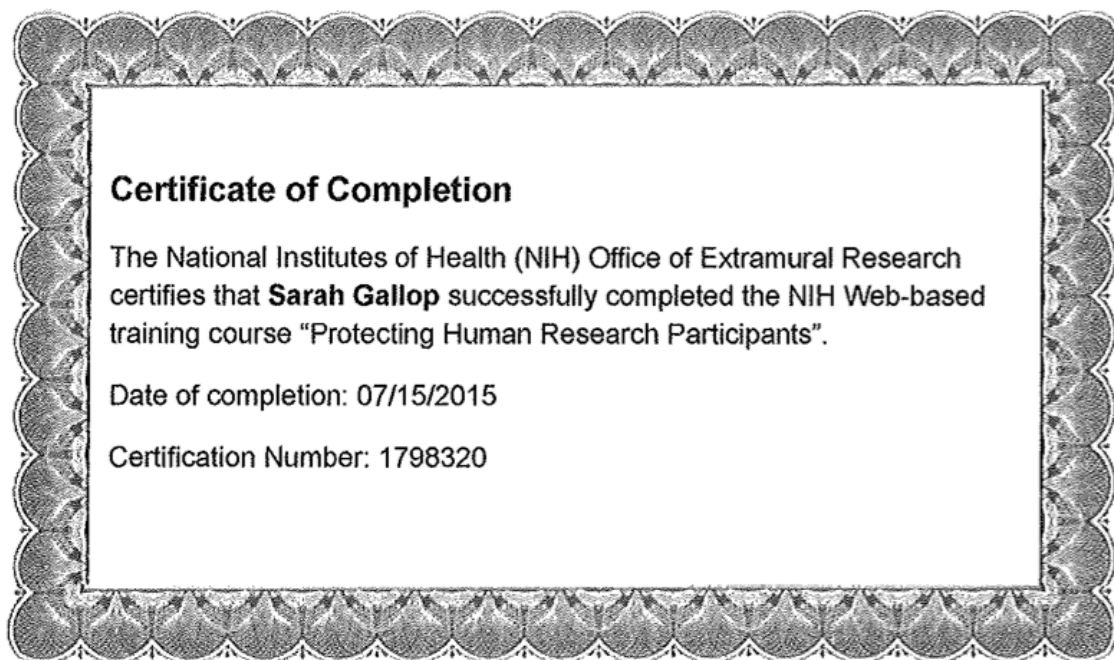 Certificate of Completion
The National Institutes of Health (NIH) Office of Extramural Research
certifies that Sarah Gallop successfully completed the NIH Web-based
training course “Protecting Human Research Participants”.
Date of completion: 07/15/2015
Certification Number: 1798320